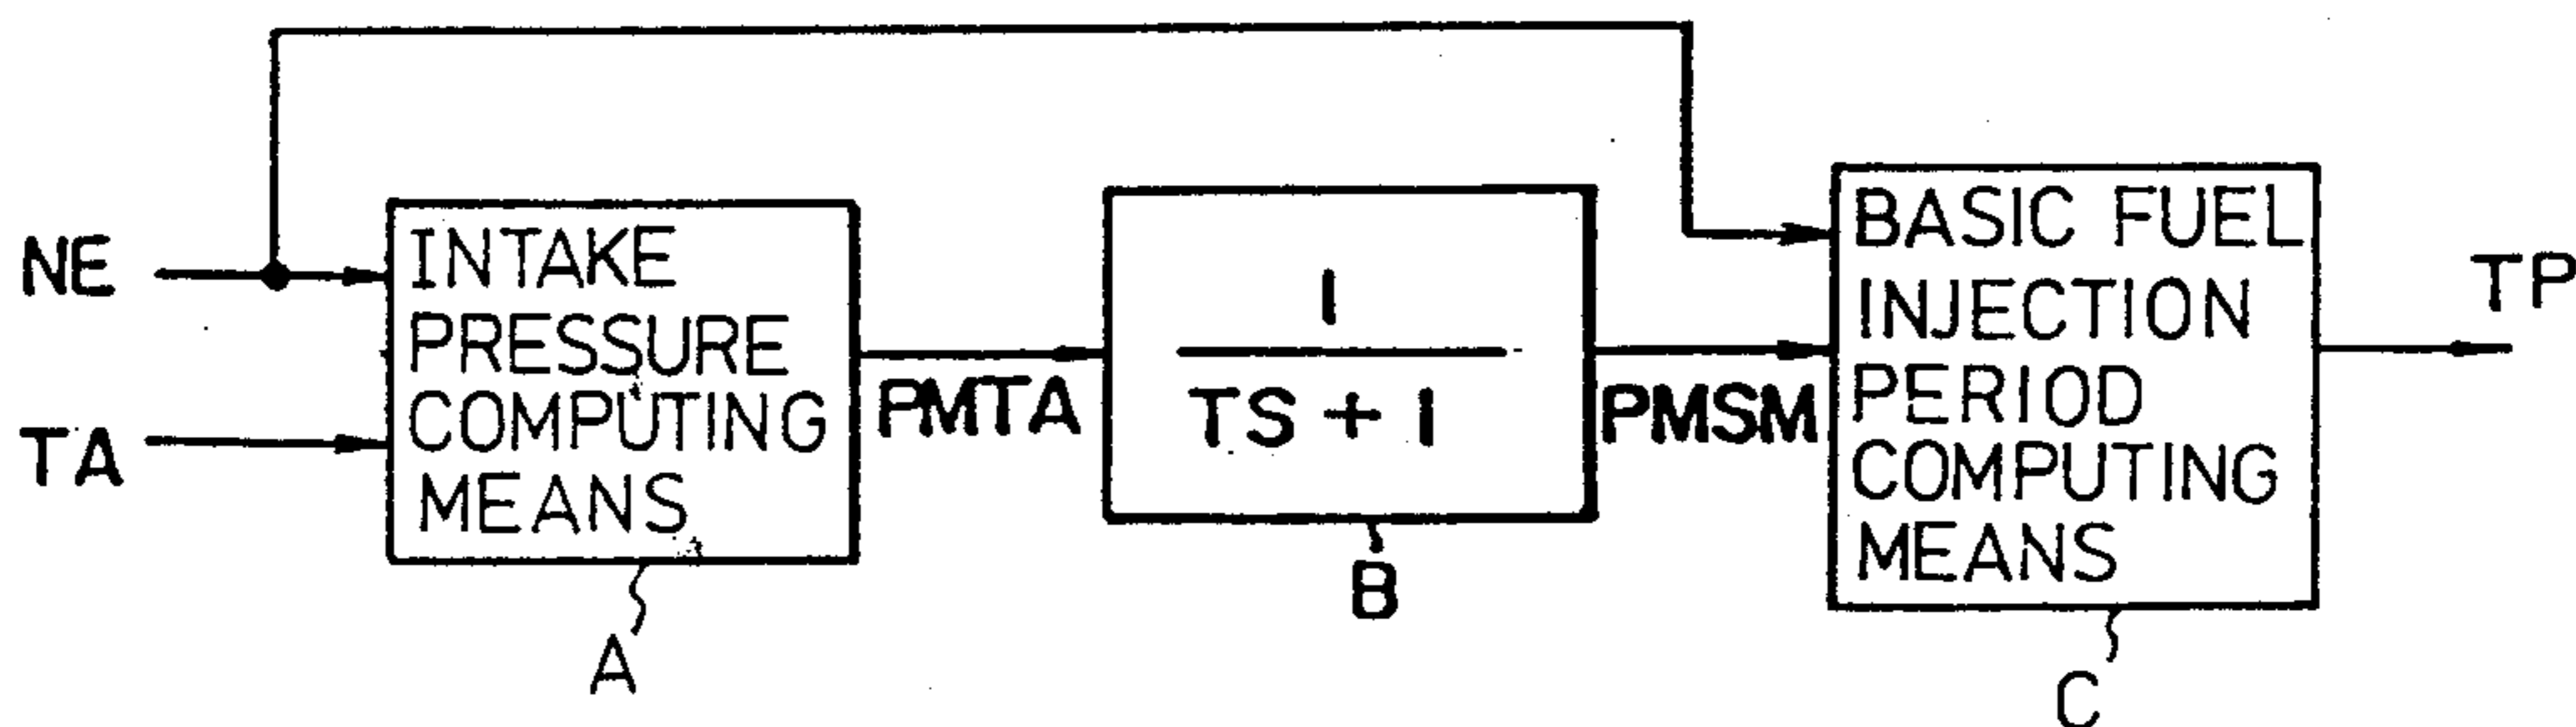 NE
TA
INTAKE
PRESSURE
COMPUTING
MEANS
A
PMTA
1
TS + 1
B
PMSM
BASIC FUEL
INJECTION
PERIOD
COMPUTING
MEANS
C
TP